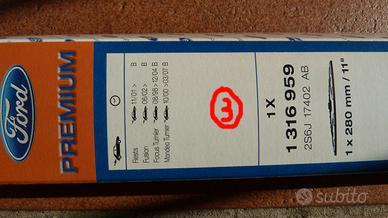 Ford
PREMIUM
Fiesta 11/01 > B
Fusion 06/02 > B
Focus Turnier 08/98 > 12/04 B
Mondeo Turnier 10/00 >03/07 B
3
1X
1 316 959
2S6J 17402 AB
1 x 280 mm / 11"
subito